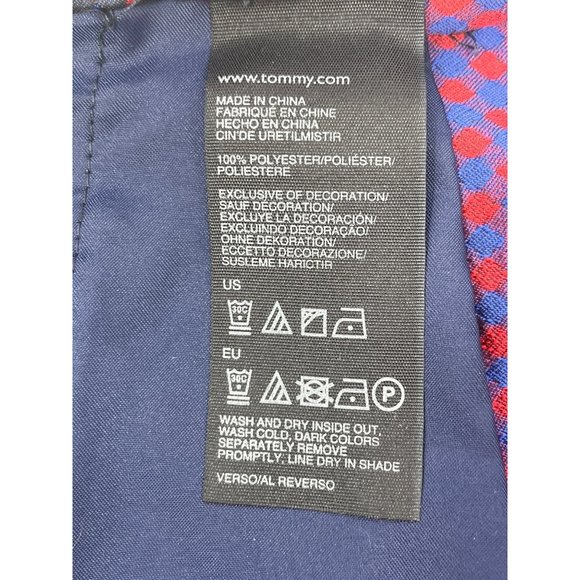 www.tommy.com
MADE IN CHINA
FABRIQUÉ EN CHINE
HECHO EN CHINA
CIN'DE URETILMISTIR
100% POLYESTER/POLIÉSTER/
POLIESTERE
EXCLUSIVE OF DECORATION/
SAUF DÉCORATION/
EXCLUYE LA DECORACIÓN/
EXCLUINDO DECORAÇÃO/
OHNE DEKORATION/
ECCETTO DECORAZIONE/
SUSLEME HARICTIR
US
30C
EU
30C
P
WASH AND DRY INSIDE OUT.
WASH COLD, DARK COLORS
SEPARATELY REMOVE
PROMPTLY. LINE DRY IN SHADE
VERSO/AL REVERSO